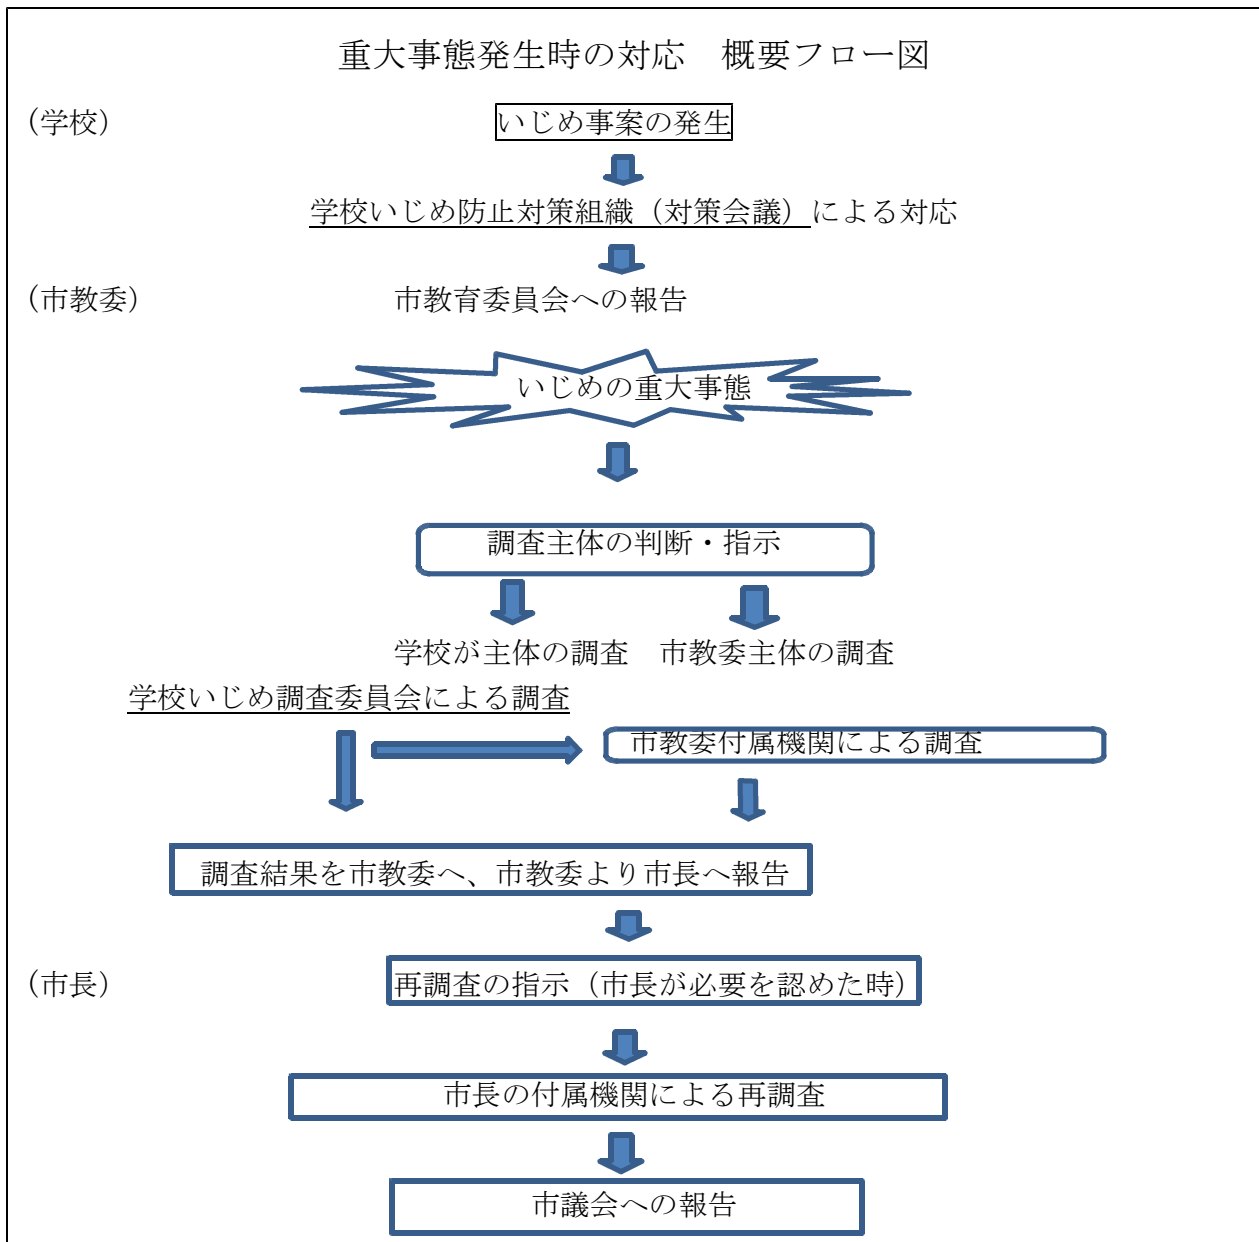 重大事態発生時の対応　概要フロー図
（学校）　いじめ事案の発生
学校いじめ防止対策組織（対策会議）による対応
（市教委）　市教育委員会への報告
いじめの重大事態
調査主体の判断・指示
学校が主体の調査　市教委主体の調査
学校いじめ調査委員会による調査
市教委付属機関による調査
調査結果を市教委へ、市教委より市長へ報告
（市長）　再調査の指示（市長が必要を認めた時）
市長の付属機関による再調査
市議会への報告